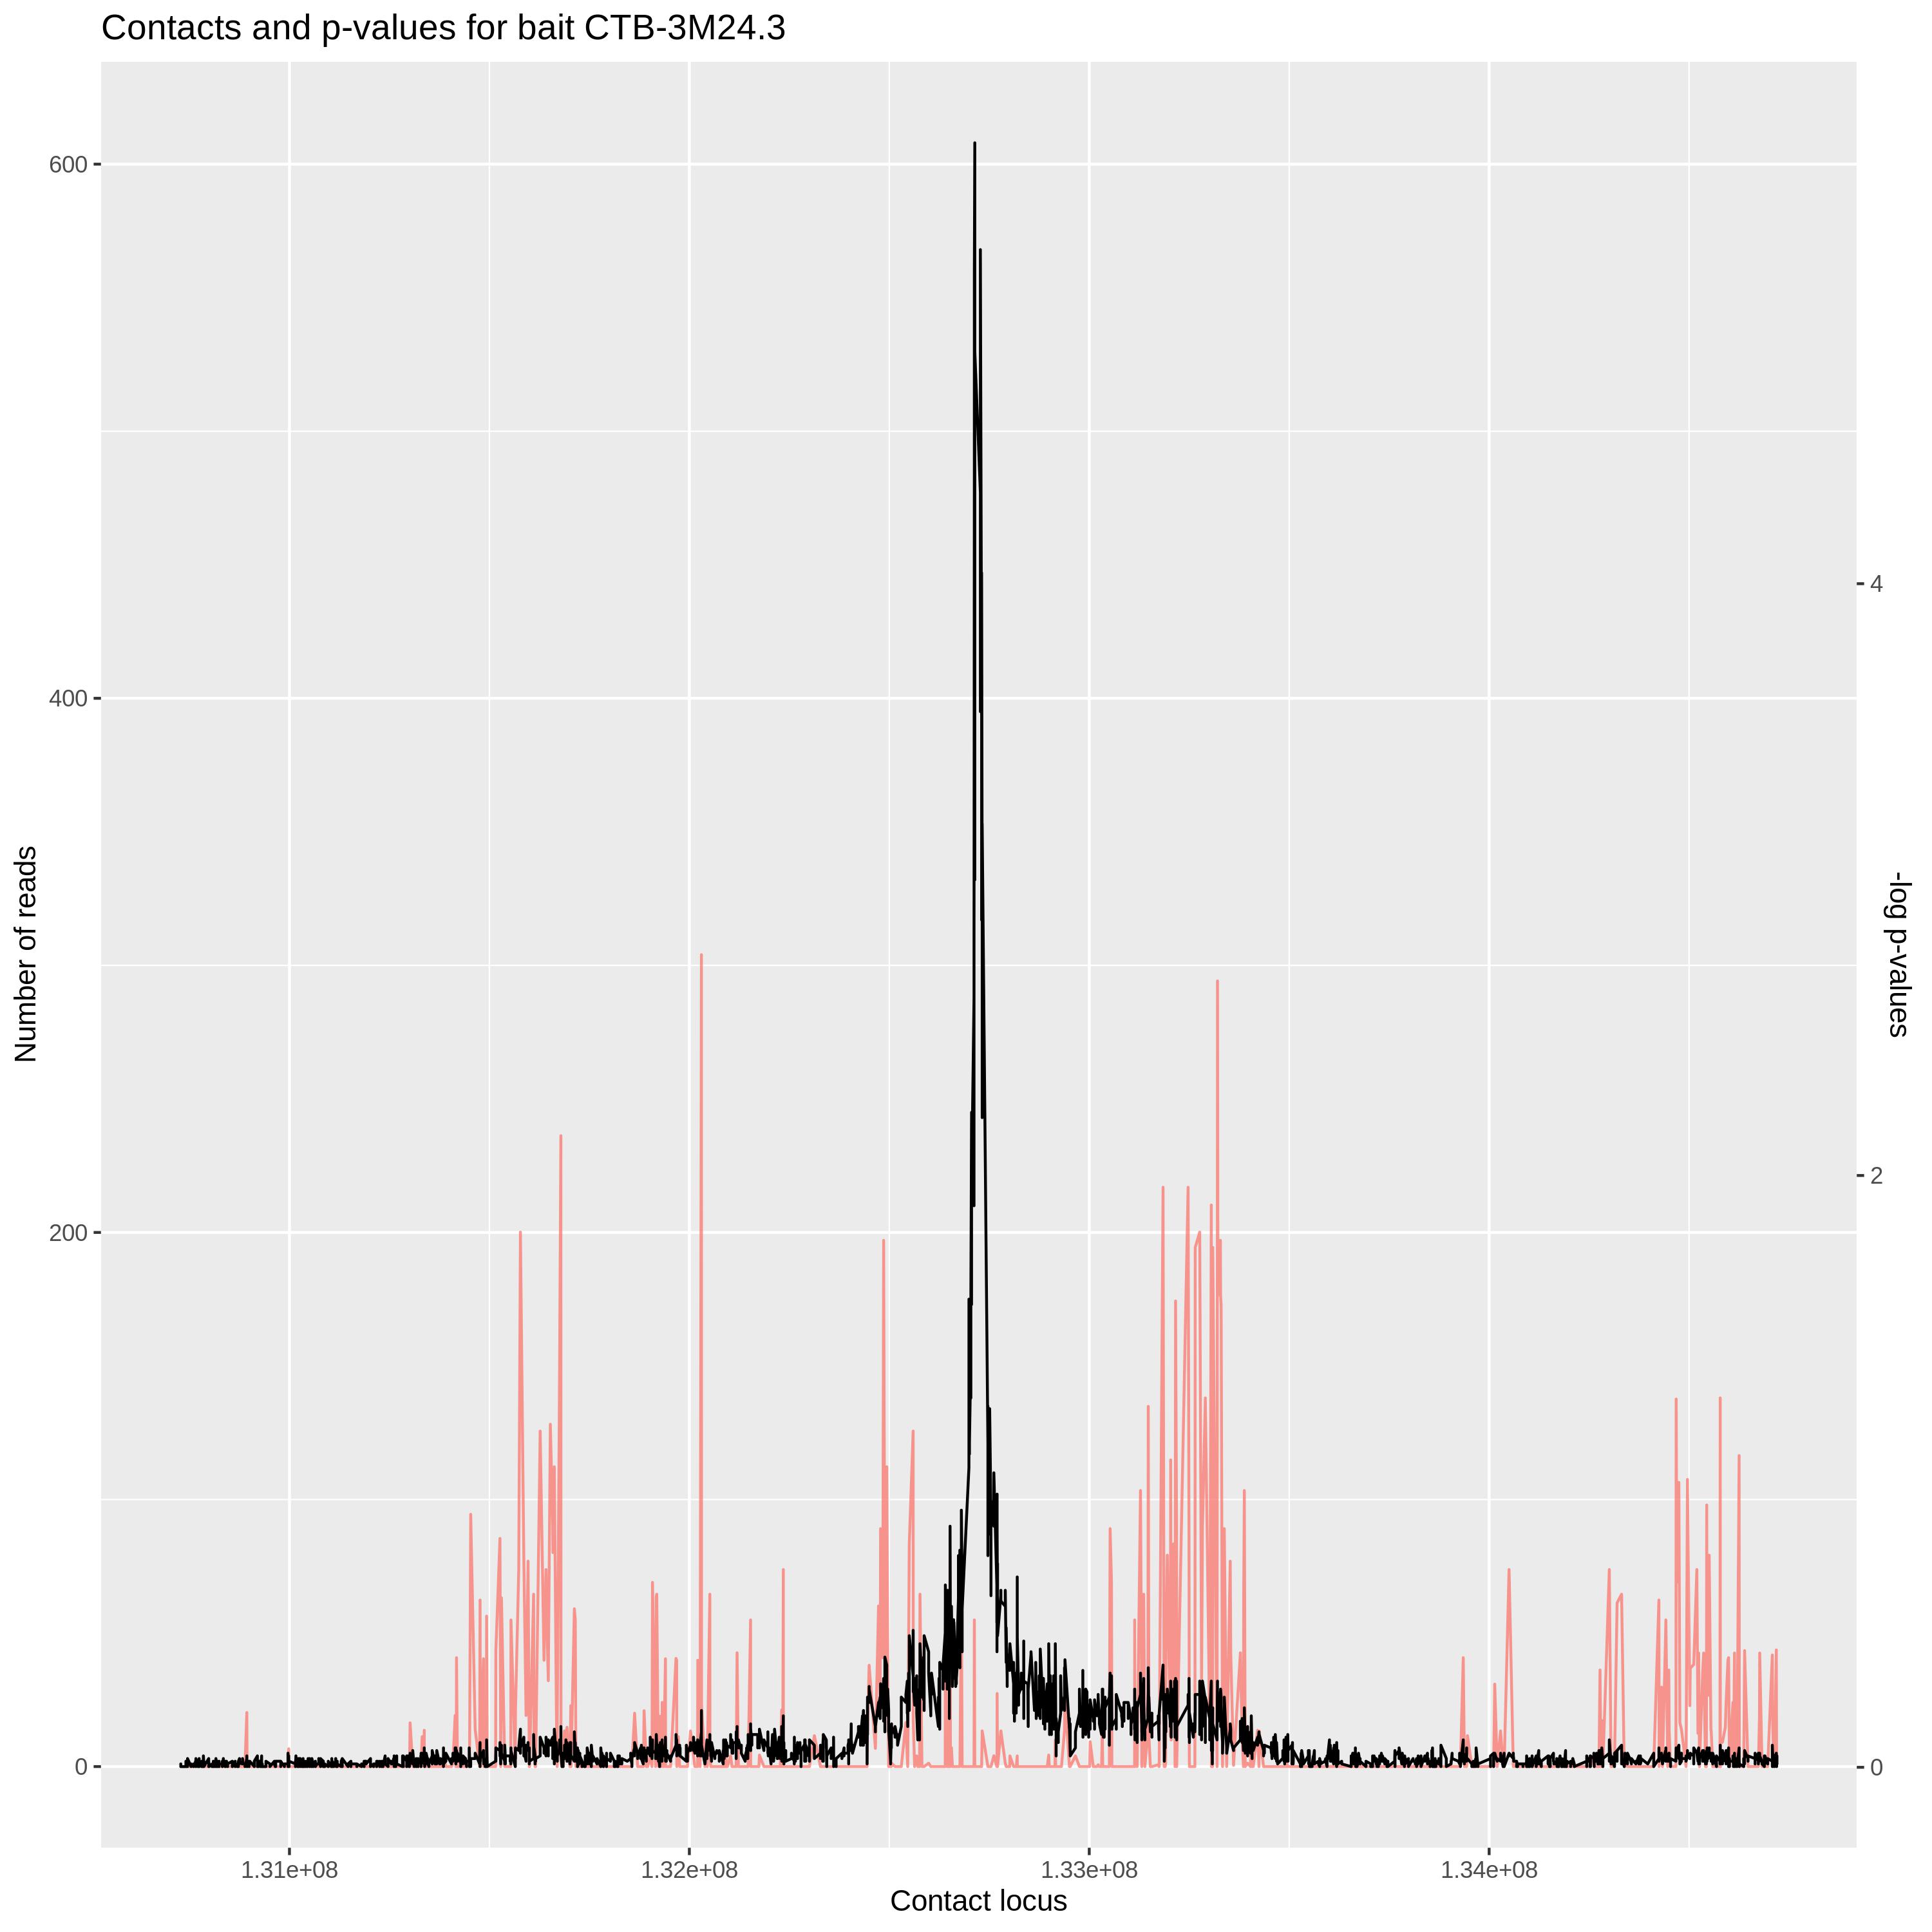 Contacts and p-values for bait CTB-3M24.3
600
400
200
0
Number of reads
4
2
0
-log p-values
1.31e+08
1.32e+08
1.33e+08
1.34e+08
Contact locus